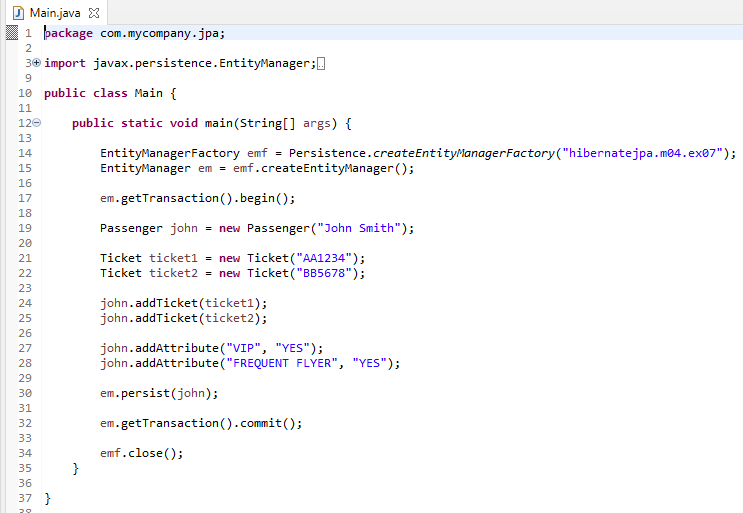 Main.java
1 package com.mycompany.jpa;
2
3 import javax.persistence.EntityManager;
9
10 public class Main {
11
12 public static void main(String[] args) {
13
14 EntityManagerFactory emf = Persistence.createEntityManagerFactory("hibernatejpa.m04.ex07");
15 EntityManager em = emf.createEntityManager();
16
17 em.getTransaction().begin();
18
19 Passenger john = new Passenger("John Smith");
20
21 Ticket ticket1 = new Ticket("AA1234");
22 Ticket ticket2 = new Ticket("BB5678");
23
24 john.addTicket(ticket1);
25 john.addTicket(ticket2);
26
27 john.addAttribute("VIP", "YES");
28 john.addAttribute("FREQUENT FLYER", "YES");
29
30 em.persist(john);
31
32 em.getTransaction().commit();
33
34 emf.close();
35 }
36
37 }
38